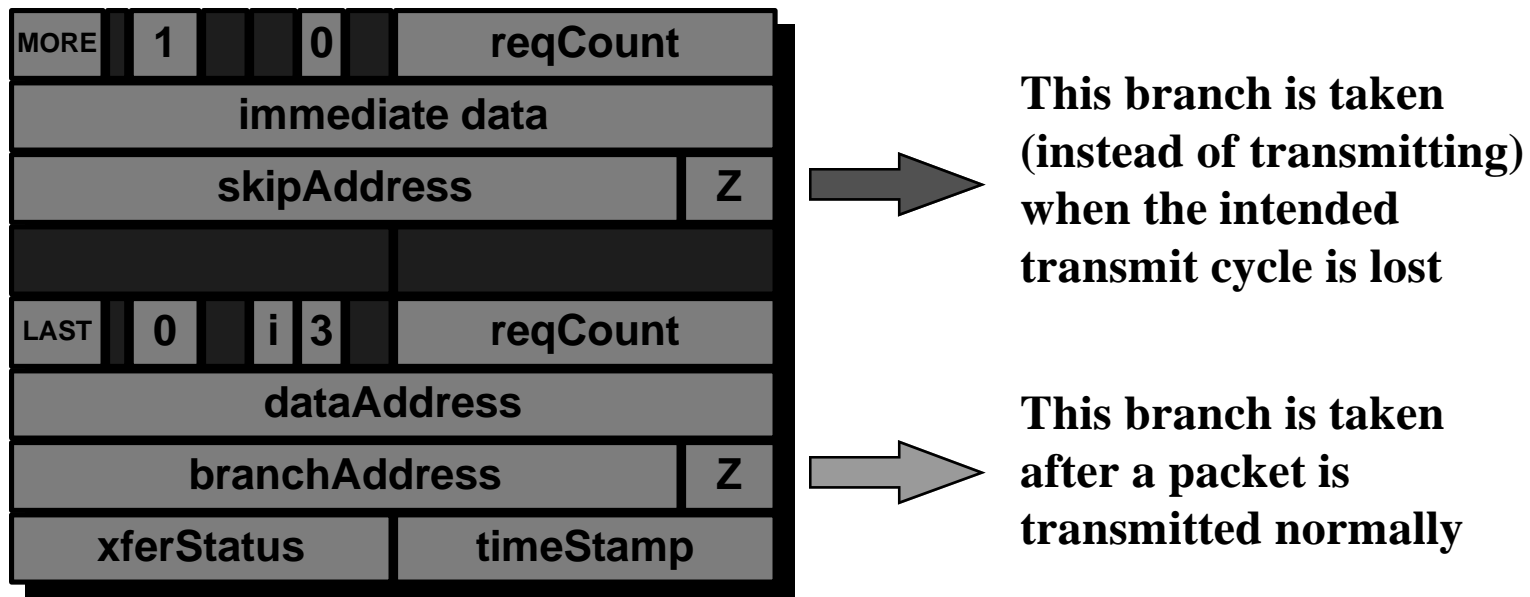 MORE 1 0 reqCount
immediate data
skipAddress Z
LAST 0 i 3 reqCount
dataAddress
branchAddress Z
xferStatus timeStamp
This branch is taken
(instead of transmitting)
when the intended
transmit cycle is lost
This branch is taken
after a packet is
transmitted normally